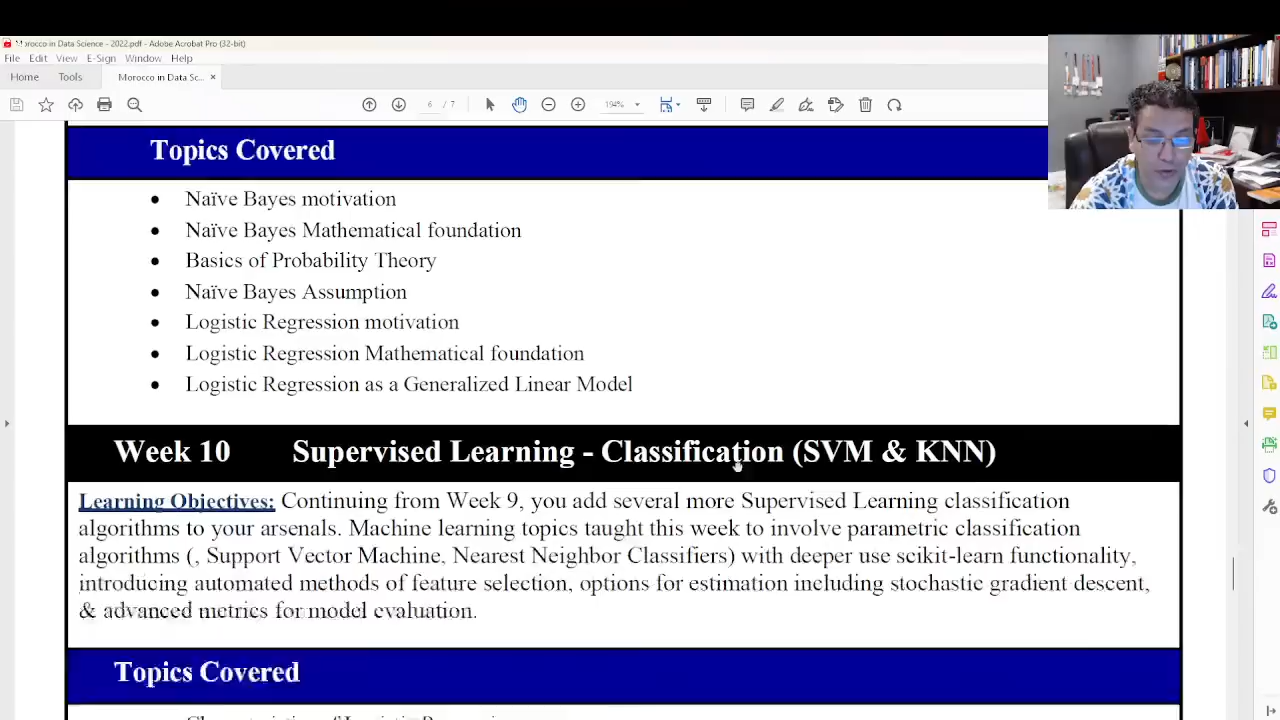 Morocco in Data Science - 2022.pdf - Adobe Acrobat Pro (32-bit)
File Edit View E-Sign Window Help
Home Tools Morocco in Data Sc... ×
6 / 7 194%
Topics Covered
• Naïve Bayes motivation
• Naïve Bayes Mathematical foundation
• Basics of Probability Theory
• Naïve Bayes Assumption
• Logistic Regression motivation
• Logistic Regression Mathematical foundation
• Logistic Regression as a Generalized Linear Model
Week 10 Supervised Learning - Classification (SVM & KNN)
Learning Objectives: Continuing from Week 9, you add several more Supervised Learning classification
algorithms to your arsenals. Machine learning topics taught this week to involve parametric classification
algorithms (, Support Vector Machine, Nearest Neighbor Classifiers) with deeper use scikit-learn functionality,
introducing automated methods of feature selection, options for estimation including stochastic gradient descent,
& advanced metrics for model evaluation.
Topics Covered